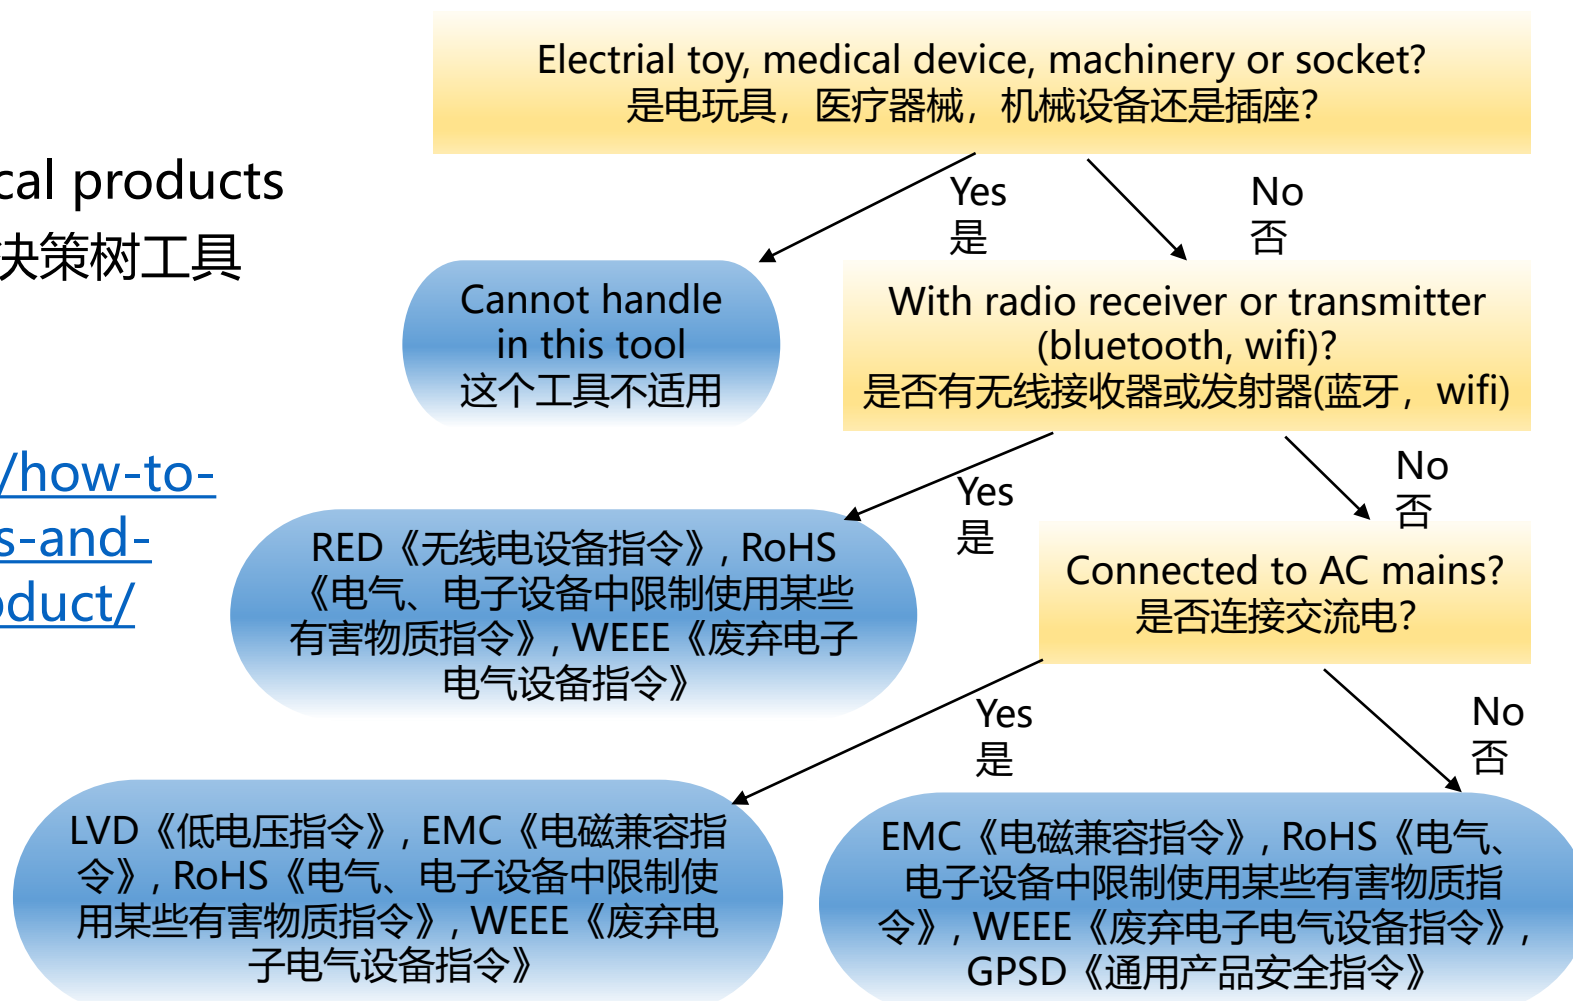 Electrial toy, medical device, machinery or socket?
是电玩具，医疗器械，机械设备还是插座?
cal products
决策树工具
Yes
是
No
否
Cannot handle
in this tool
这个工具不适用
With radio receiver or transmitter
(bluetooth, wifi)?
是否有无线接收器或发射器(蓝牙，wifi)
/how-to-
s-and-
oduct/
Yes
是
No
否
RED《无线电设备指令》, RoHS
《电气、电子设备中限制使用某些
有害物质指令》, WEEE《废弃电子
电气设备指令》
Connected to AC mains?
是否连接交流电?
Yes
是
No
否
LVD《低电压指令》, EMC《电磁兼容指
令》, RoHS《电气、电子设备中限制使
用某些有害物质指令》, WEEE《废弃电
子电气设备指令》
EMC《电磁兼容指令》, RoHS《电气、
电子设备中限制使用某些有害物质指
令》, WEEE《废弃电子电气设备指令》,
GPSD《通用产品安全指令》